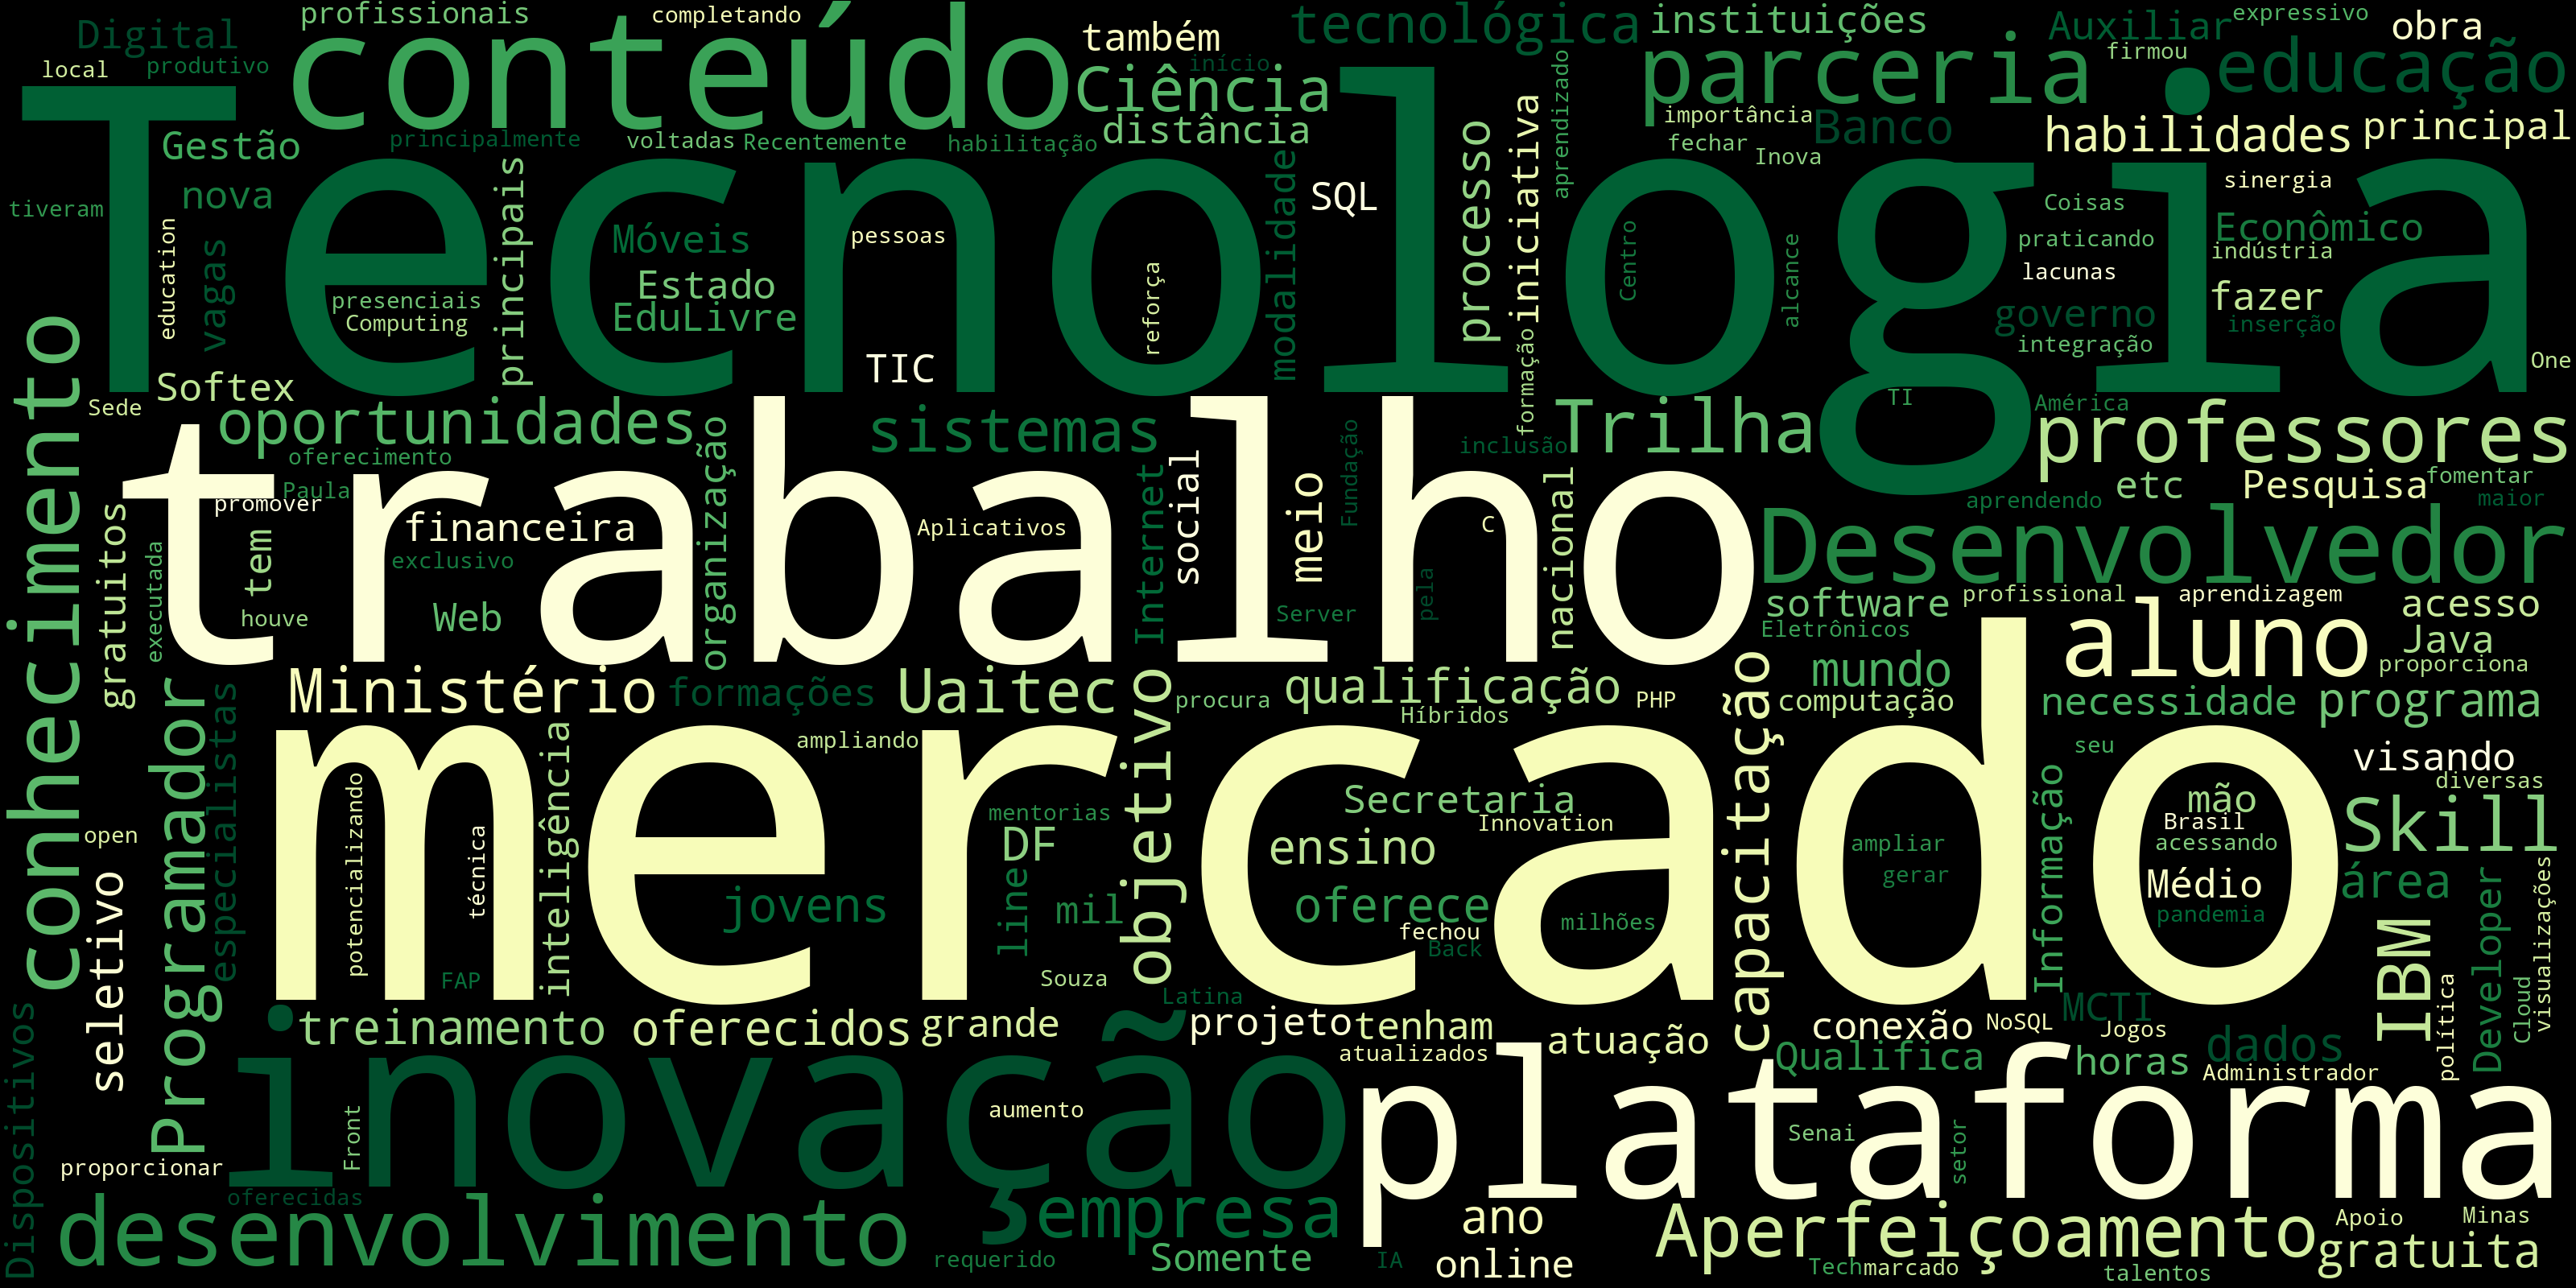 profissionais
completando
tecnológica
instituições
Auxiliar
expressivo
obra
Digital
conteúdo
também
parceria
firmou
educação
local
produtivo
Ciência
início
Tecnologia
Gestão
principalmente
voltadas
Recentemente
habilitação
distância
aprendizado
importância
Banco
habilidades
principal
fechar
Inova
nova
tiveram
principais
SQL
modalidade
processo
iniciativa
sinergia
Coisas
Econômico
education
vagas
Móveis
pessoas
Centro
praticando
indústria
Estado
reforça
alcance
lacunas
presenciais
Computing
EduLivre
governo
fazer
inserção
integração
TIC
formação
One
Softex
Sede
oportunidades
sistemas
Fundação
inclusão
Trilha
TI
América
professores
conhecimento
trabalho
oferecimento
Paula
promover
financeira
organização
Aplicativos
Internet
social
meio
C
nacional
aprendendo
etc
Pesquisa
fomentar
maior
gratuitos
executada
tem
exclusivo
Desenvolvedor
houve
Web
Server
pela
software
profissional
aprendizagem
acesso
Eletrônicos
aluno
Java
Ministério
formações
Uaitec
objetivo
procura
qualificação
PHP
Híbridos
capacitação
mundo
computação
necessidade
proporciona
programa
Programador
especialistas
mercado
inteligência
ampliando
seu
visando
diversas
potencializando
técnica
mentorias
DF
Secretaria
Innovation
ensino
Informação
mão
Brasil
acessando
Skill
open
seletivo
jovens
line
mil
oferece
fechou
Back
milhões
ampliar
gerar
Médio
pandemia
área
IBM
Developer
visualizações
FAP
Souza
Latina
Dispositivos
treinamento
oferecidos
grande
projeto
tenham
atualizados
atuação
conexão
NoSQL
MCTI
Jogos
política
Cloud
inovação
plataforma
Qualifica
horas
dados
Administrador
Front
aumento
Senai
setor
proporcionar
oferecidas
desenvolvimento
empresa
requerido
Somente
IA
ano
online
Aperfeiçoamento
Tech
marcado
talentos
Apoio
Minas
gratuita